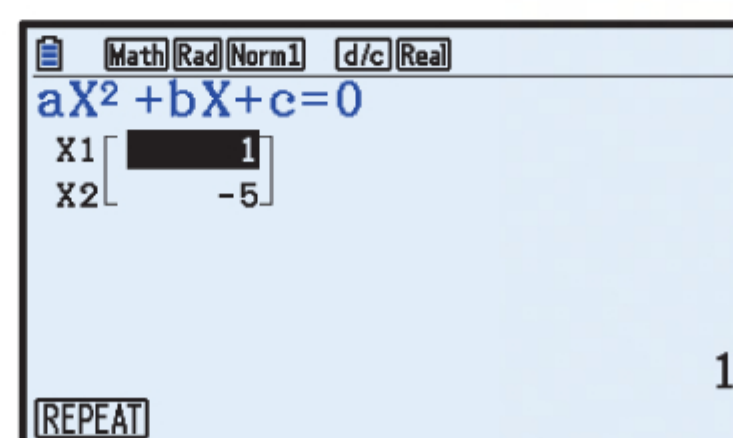 Math Rad Norm1 d/c Real
aX² +bX+c=0
X1[ 1]
X2[ -5]
1
REPEAT